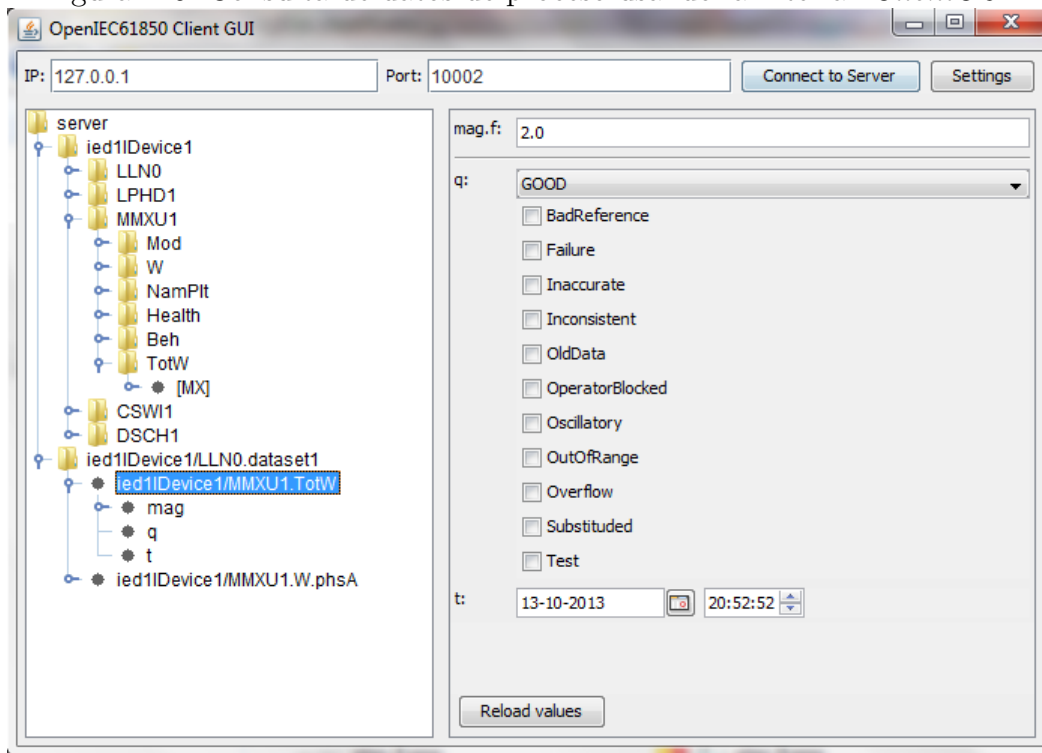 OpenIEC61850 Client GUI
IP: 127.0.0.1 Port: 10002 Connect to Server Settings
server
ied1lDevice1
LLN0
LPHD1
MMXU1
Mod
W
NamPlt
Health
Beh
TotW
[MX]
CSWI1
DSCH1
ied1lDevice1/LLN0.dataset1
ied1lDevice1/MMXU1.TotW
mag
q
t
ied1lDevice1/MMXU1.W.phsA
mag.f: 2.0
q: GOOD
BadReference
Failure
Inaccurate
Inconsistent
OldData
OperatorBlocked
Oscillatory
OutOfRange
Overflow
Substituded
Test
t: 13-10-2013 20:52:52
Reload values